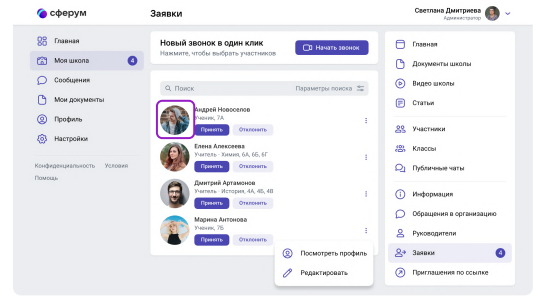 сферум
Заявки
Светлана Дмитриева
Администратор
Главная
Моя школа 4
Сообщения
Мои документы
Профиль
Настройки
Конфиденциальность Условия
Помощь
Новый звонок в один клик
Нажмите, чтобы выбрать участников
Начать звонок
Поиск
Параметры поиска
Андрей Новоселов
Ученик, 7А
Принять Отклонить
Елена Алексеева
Учитель · Химия, 6А, 6Б, 6Г
Принять Отклонить
Дмитрий Артамонов
Учитель · История, 4А, 4Б, 4В
Принять Отклонить
Марина Антонова
Ученик, 7Б
Принять Отклонить
Посмотреть профиль
Редактировать
Главная
Документы школы
Видео школы
Статьи
Участники
Классы
Публичные чаты
Информация
Обращения в организацию
Руководители
Заявки 4
Приглашения по ссылке